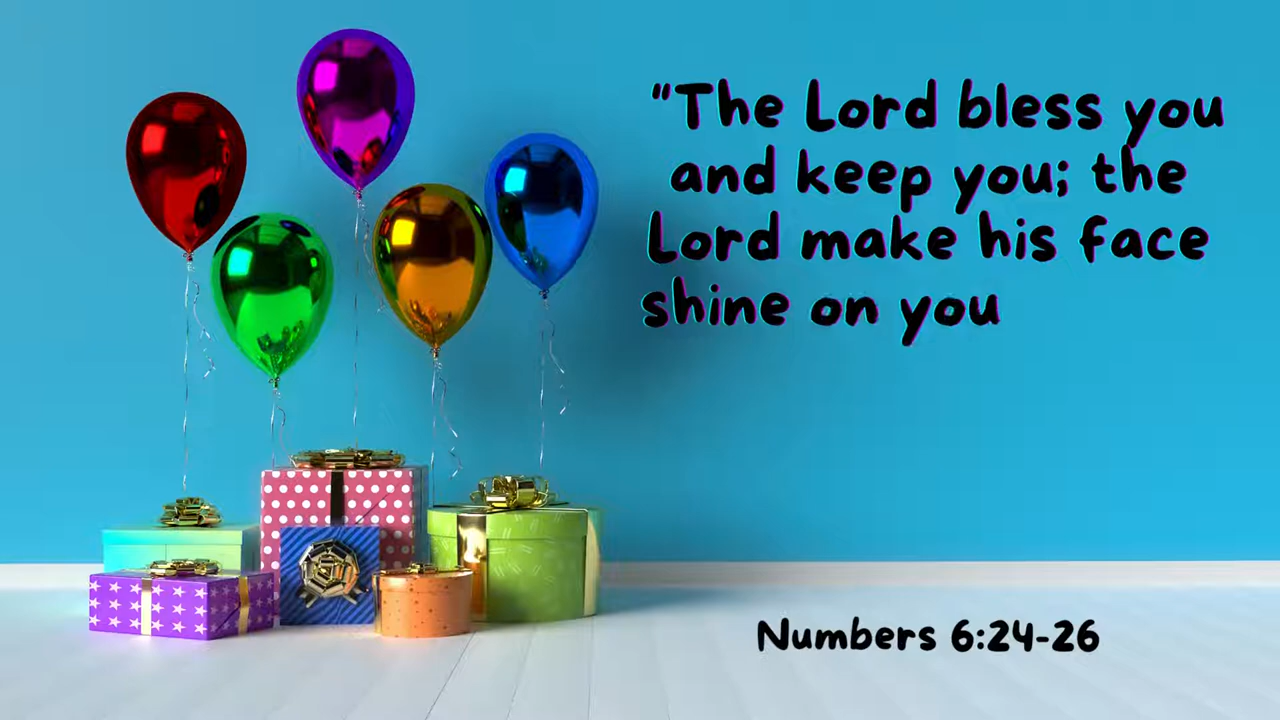 "The Lord bless you
and keep you; the
Lord make his face
shine on you
Numbers 6:24-26